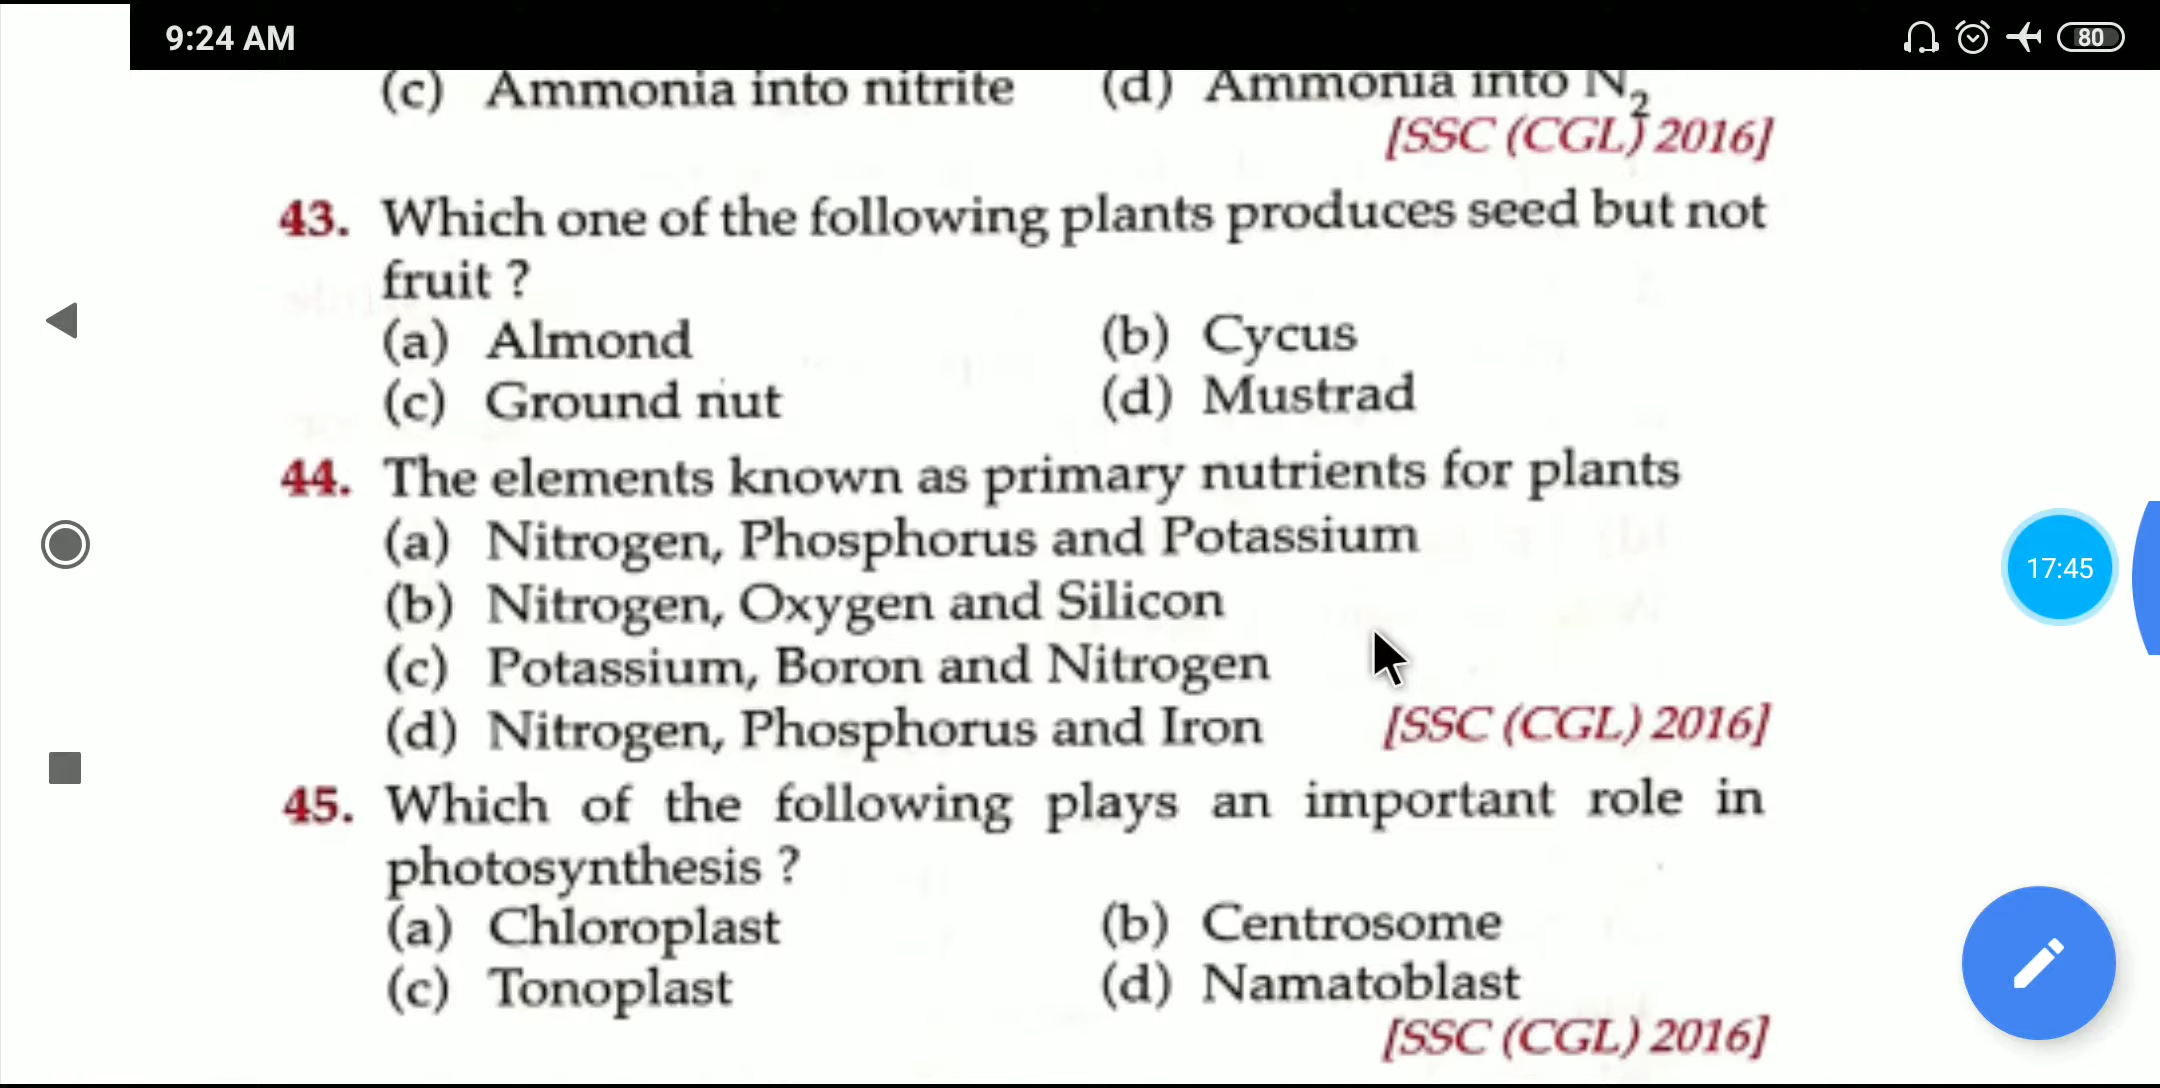 9:24 AM
80
(c) Ammonia into nitrite (d) Ammonia into N₂
[SSC (CGL) 2016]
43. Which one of the following plants produces seed but not
fruit ?
(a) Almond (b) Cycus
(c) Ground nut (d) Mustrad
44. The elements known as primary nutrients for plants
(a) Nitrogen, Phosphorus and Potassium
(b) Nitrogen, Oxygen and Silicon
17:45
(c) Potassium, Boron and Nitrogen
(d) Nitrogen, Phosphorus and Iron [SSC (CGL) 2016]
45. Which of the following plays an important role in
photosynthesis ?
(a) Chloroplast (b) Centrosome
(c) Tonoplast (d) Namatoblast
[SSC (CGL) 2016]